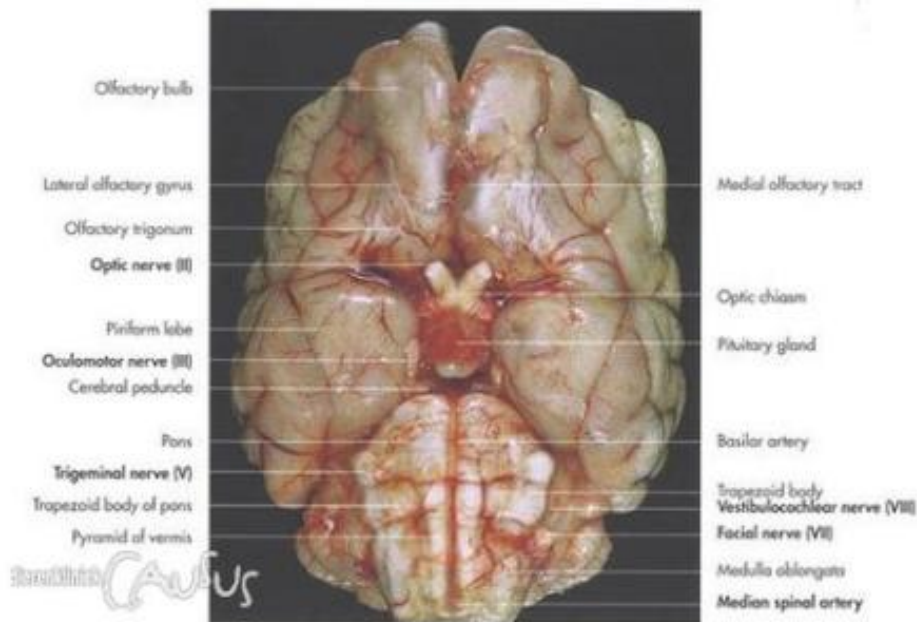 Olfactory bulb
Lateral olfactory gyrus
Olfactory trigonum
Optic nerve (II)
Piriform lobe
Oculomotor nerve (III)
Cerebral peduncle
Pons
Trigeminal nerve (V)
Trapezoid body of pons
Pyramid of vermis
CAUSUS
Medial olfactory tract
Optic chiasm
Pituitary gland
Basilar artery
Trapezoid body
Vestibulocochlear nerve (VIII)
Facial nerve (VII)
Medulla oblongata
Median spinal artery